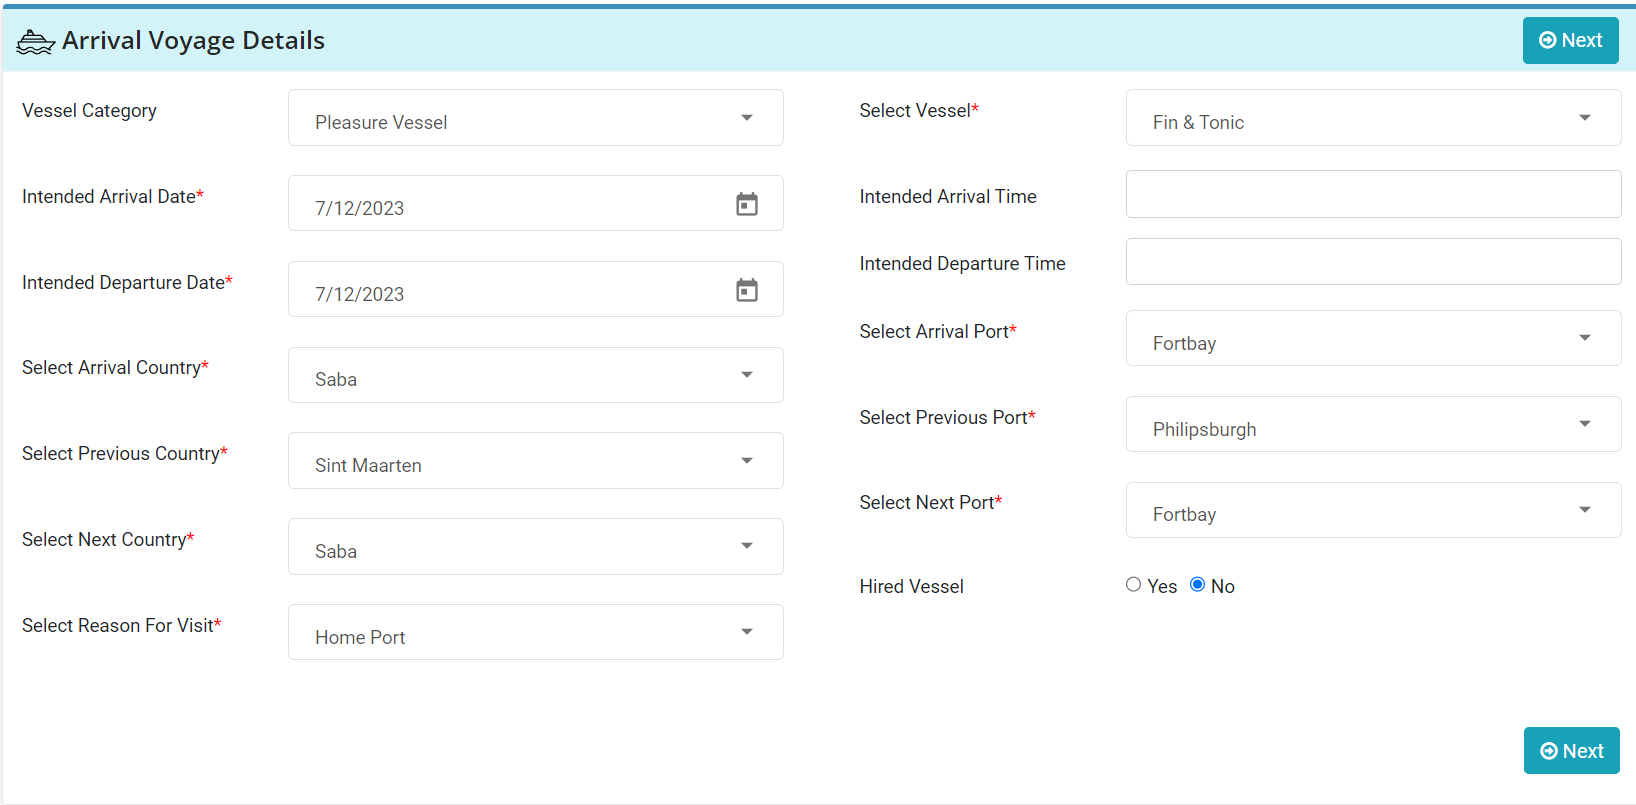 Arrival Voyage Details
Next
Vessel Category
Pleasure Vessel
Select Vessel*
Fin & Tonic
Intended Arrival Date*
7/12/2023
Intended Arrival Time
Intended Departure Date*
7/12/2023
Intended Departure Time
Select Arrival Port*
Fortbay
Select Arrival Country*
Saba
Select Previous Port*
Philipsburgh
Select Previous Country*
Sint Maarten
Select Next Port*
Fortbay
Select Next Country*
Saba
Hired Vessel
Yes No
Select Reason For Visit*
Home Port
Next